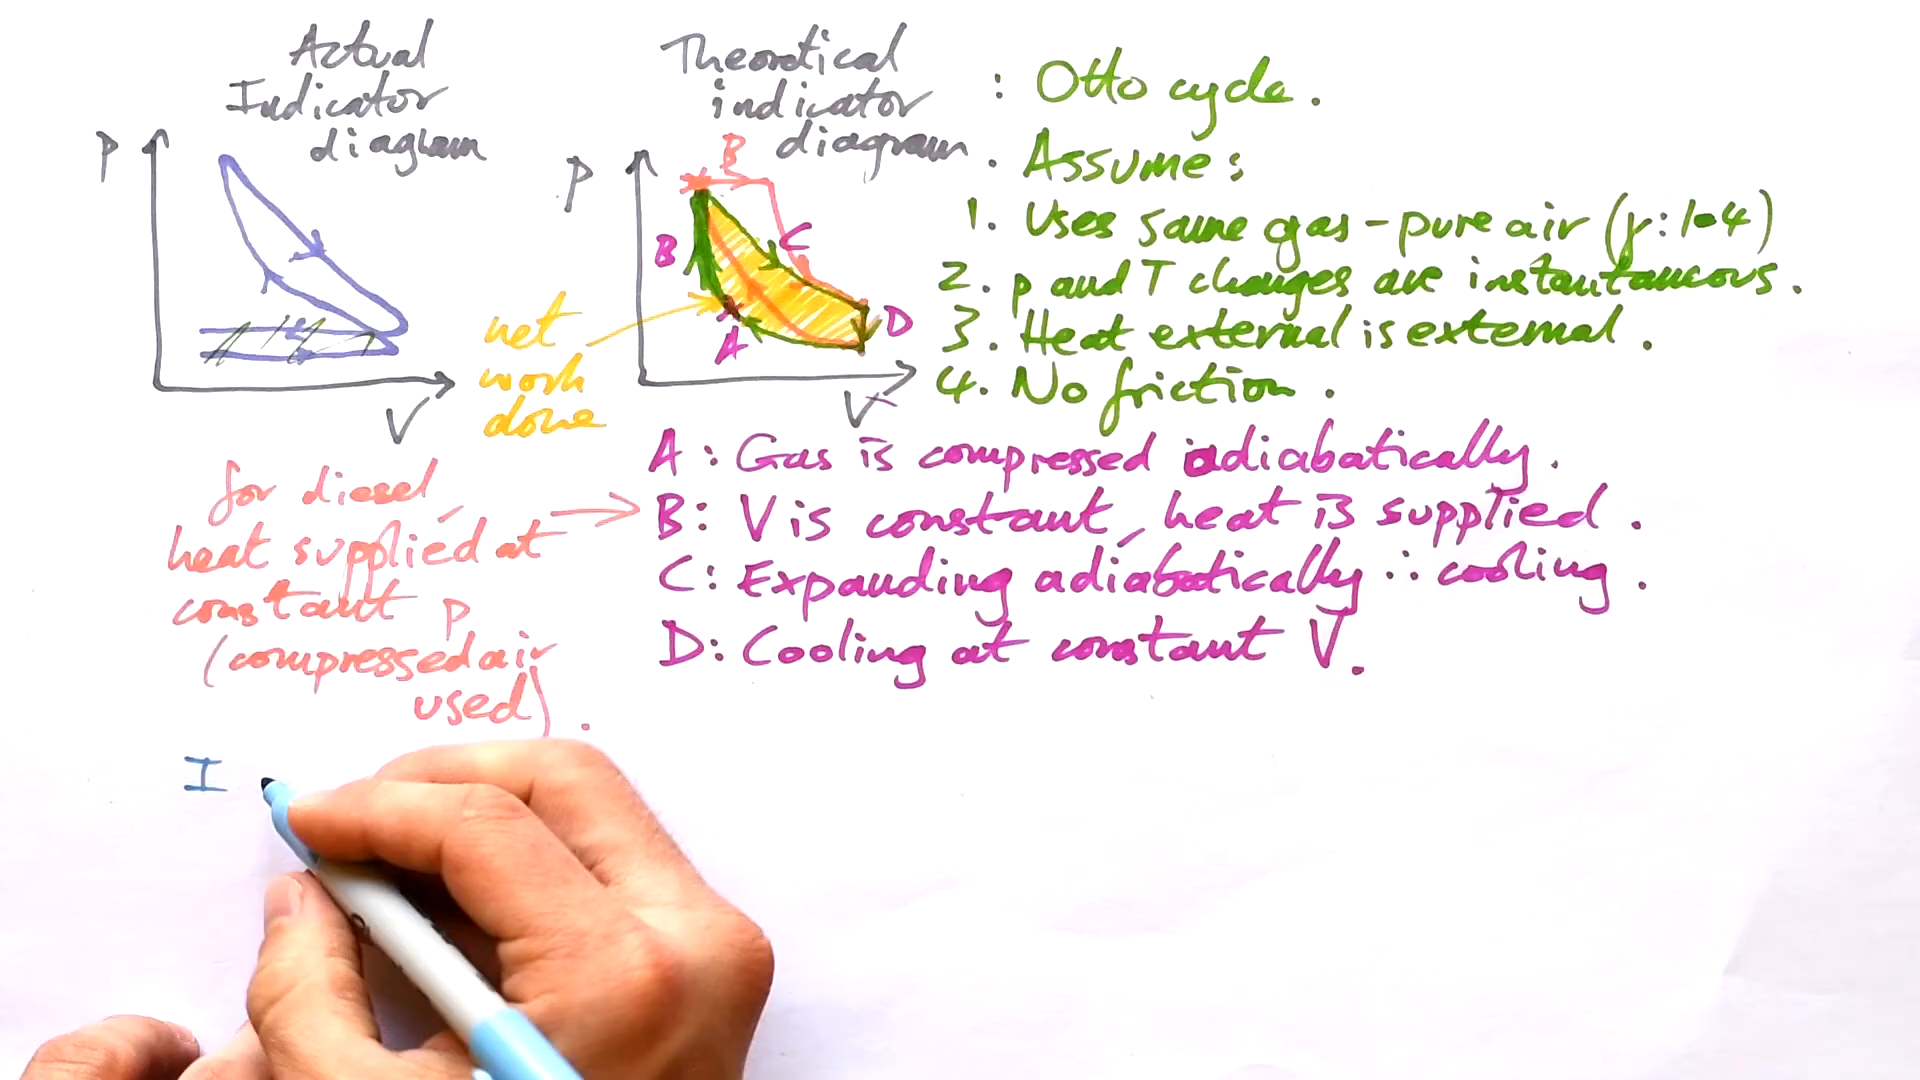 Actual
Indicator
diagram
P
V
Theoretical
indicator
diagram
P
V
B
B
C
A
D
net
work
done
: Otto cycle.
. Assume:
1. Uses same gas - pure air (γ: 1.4)
2. p and T changes are instantaneous.
3. Heat external is external.
4. No friction.
A: Gas is compressed adiabatically.
B: V is constant, heat is supplied.
C: Expanding adiabatically ∴ cooling.
D: Cooling at constant V.
for diesel,
heat supplied at
constant p
(compressed air
used).
I